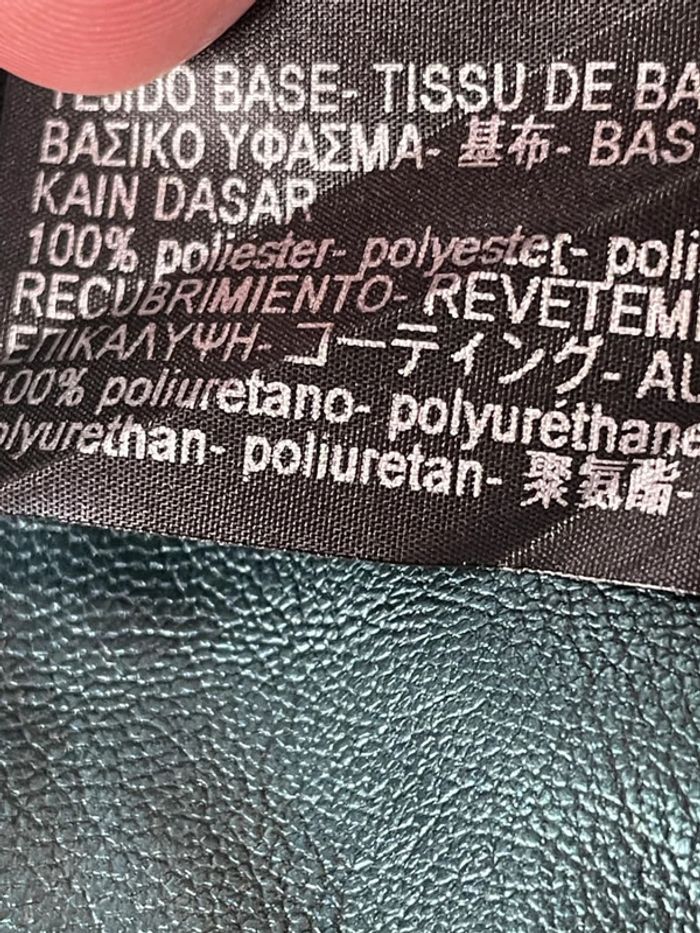 TEJIDO BASE- TISSU DE BA
ΒΑΣΙΚΟ ΥΦΑΣΜΑ- 基布- BAS
KAIN DASAR
100% poliester- polyester- poli
RECUBRIMIENTO- REVETEM
ΕΠΙΚΑΛΥΨΗ- コーティング- AU
100% poliuretano- polyuréthane
polyurethan- poliuretan- 聚氨酯-